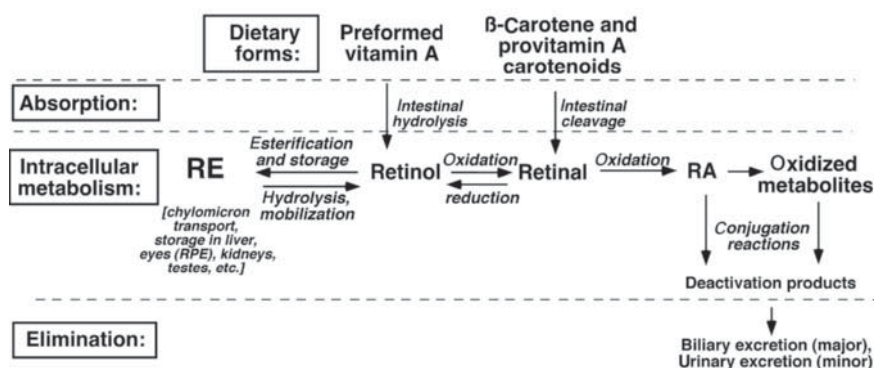 Dietary forms:
Preformed vitamin A
ß-Carotene and provitamin A carotenoids
Absorption:
Intestinal hydrolysis
Intestinal cleavage
Intracellular metabolism:
RE
Esterification and storage
Hydrolysis, mobilization
Retinol
Oxidation
reduction
Retinal
Oxidation
RA
Oxidized metabolites
[chylomicron transport, storage in liver, eyes (RPE), kidneys, testes, etc.]
Conjugation reactions
Deactivation products
Elimination:
Biliary excretion (major),
Urinary excretion (minor)